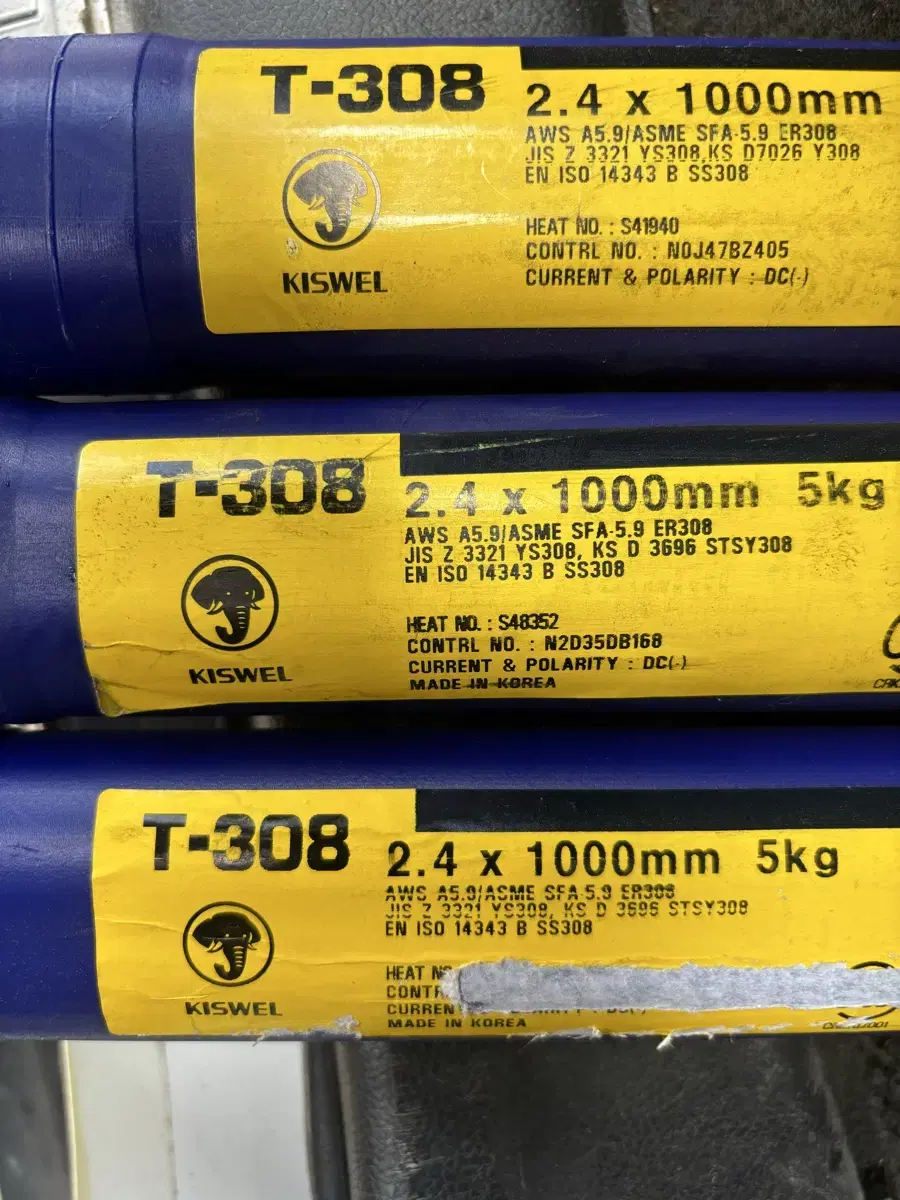 T-308
2.4 x 1000mm
AWS A5.9/ASME SFA-5.9 ER308
JIS Z 3321 YS308,KS D7026 Y308
EN ISO 14343 B SS308
HEAT NO. : S41940
CONTRL NO. : N0J47BZ405
CURRENT & POLARITY : DC(-)
KISWEL
T-308
2.4 x 1000mm 5kg
AWS A5.9/ASME SFA-5.9 ER308
JIS Z 3321 YS308, KS D 3696 STSY308
EN ISO 14343 B SS308
HEAT NO. : S48352
CONTRL NO. : N2D35DB168
CURRENT & POLARITY : DC(-)
MADE IN KOREA
KISWEL
T-308
2.4 x 1000mm 5kg
AWS A5.9/ASME SFA-5.9 ER308
JIS Z 3321 YS308, KS D 3696 STSY308
EN ISO 14343 B SS308
HEAT
MADE IN KOREA
KISWEL